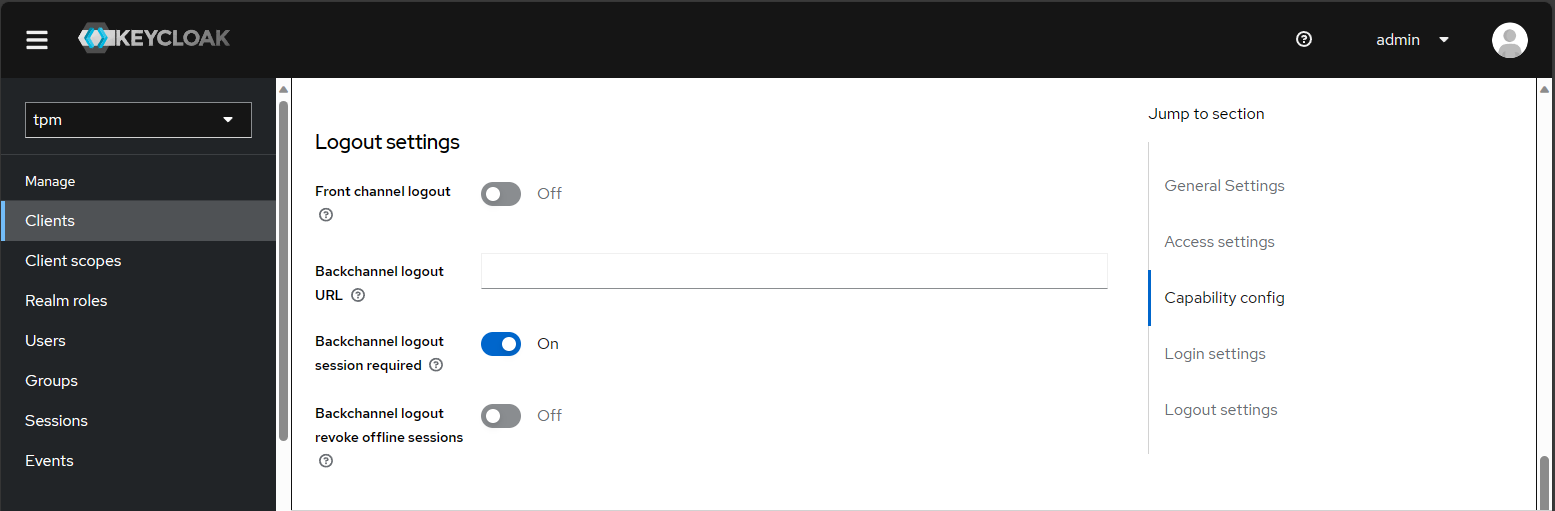 KEYCLOAK
admin
tpm
Manage
Clients
Client scopes
Realm roles
Users
Groups
Sessions
Events
Logout settings
Front channel logout
Off
Backchannel logout
URL
Backchannel logout
session required
On
Backchannel logout
revoke offline sessions
Off
Jump to section
General Settings
Access settings
Capability config
Login settings
Logout settings